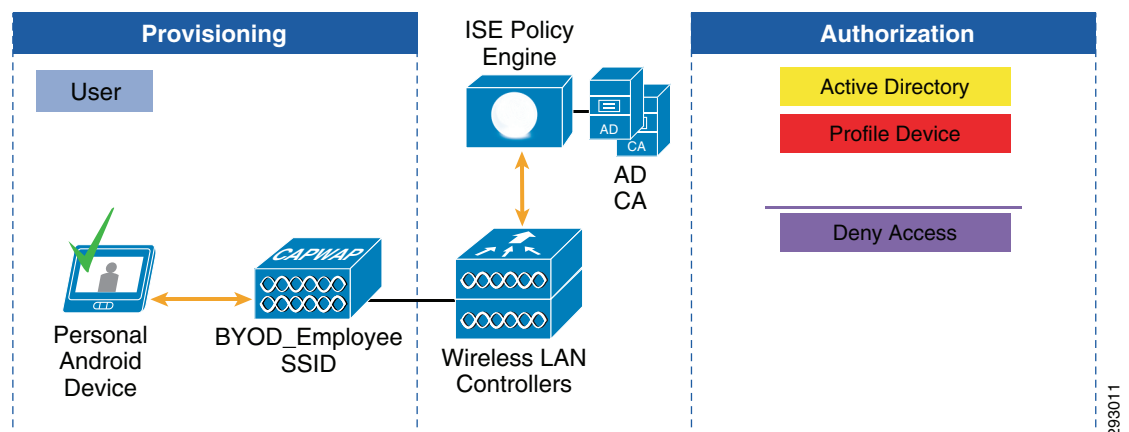 Provisioning
User
ISE Policy
Engine
AD
CA
AD
CA
Authorization
Active Directory
Profile Device
Deny Access
CAPWAP
Personal
Android
Device
BYOD_Employee
SSID
Wireless LAN
Controllers
293011